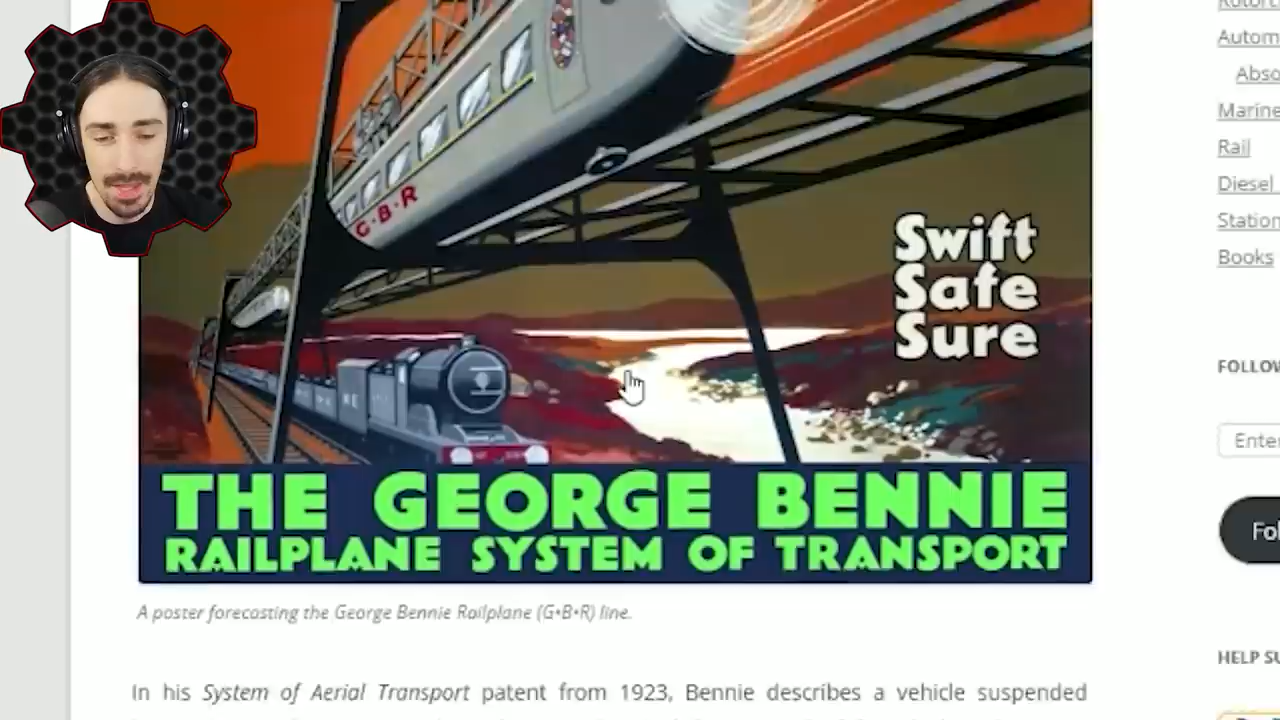 Autom
Abso
Marine
Rail
Diesel
Station
Books
G•B•R
Swift
Safe
Sure
FOLLOW
Enter
Fol
THE GEORGE BENNIE
RAILPLANE SYSTEM OF TRANSPORT
A poster forecasting the George Bennie Railplane (G•B•R) line.
HELP SU
In his System of Aerial Transport patent from 1923, Bennie describes a vehicle suspended